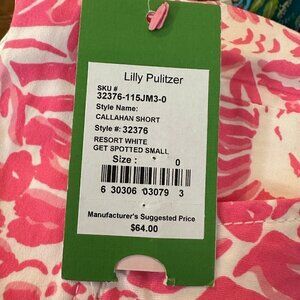 Lilly Pulitzer
SKU #
32376-115JM3-0
Style Name:
CALLAHAN SHORT
Style #: 32376
RESORT WHITE
GET SPOTTED SMALL
Size : 0
6 30306 03079 3
Manufacturer's Suggested Price
$64.00